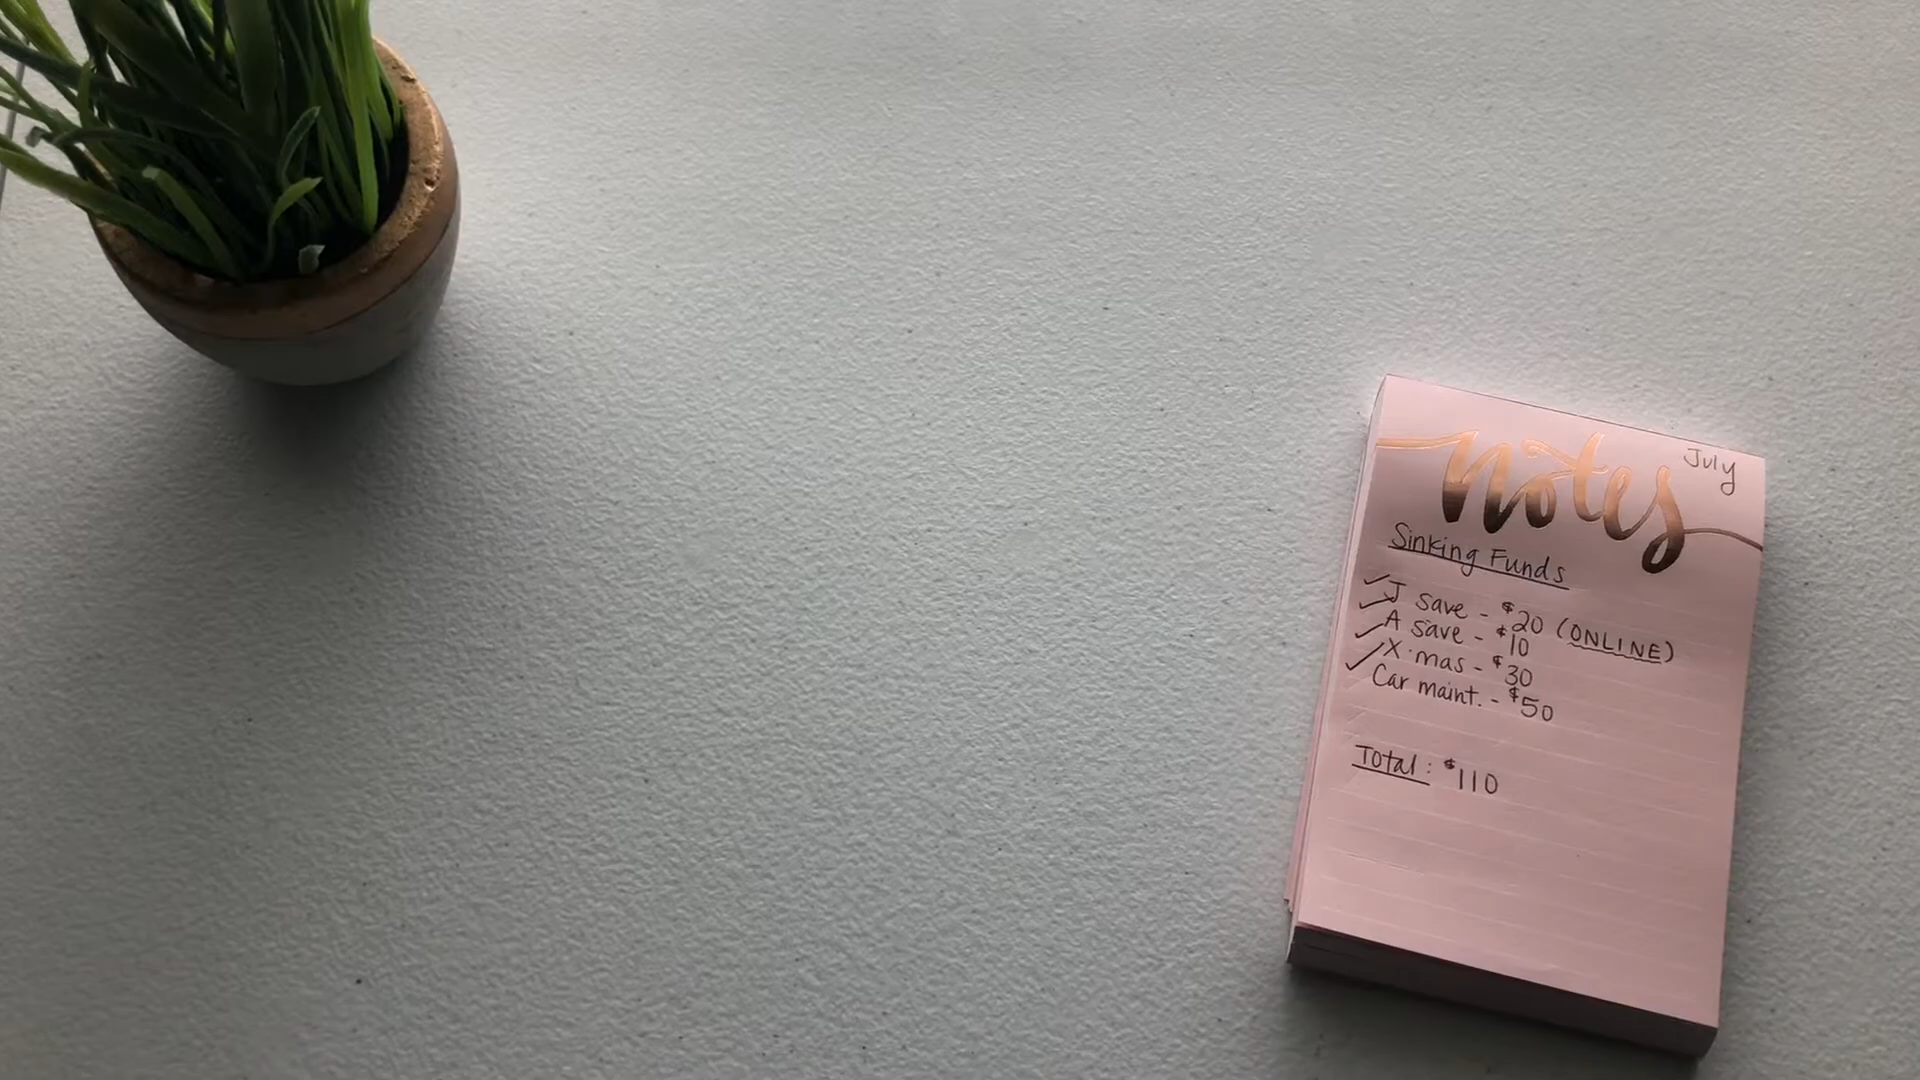 July
notes
Sinking Funds
✓ J save - $20 (ONLINE)
✓ A save - $10
✓ X·mas - $30
✓ Car maint. - $50
Total: $110